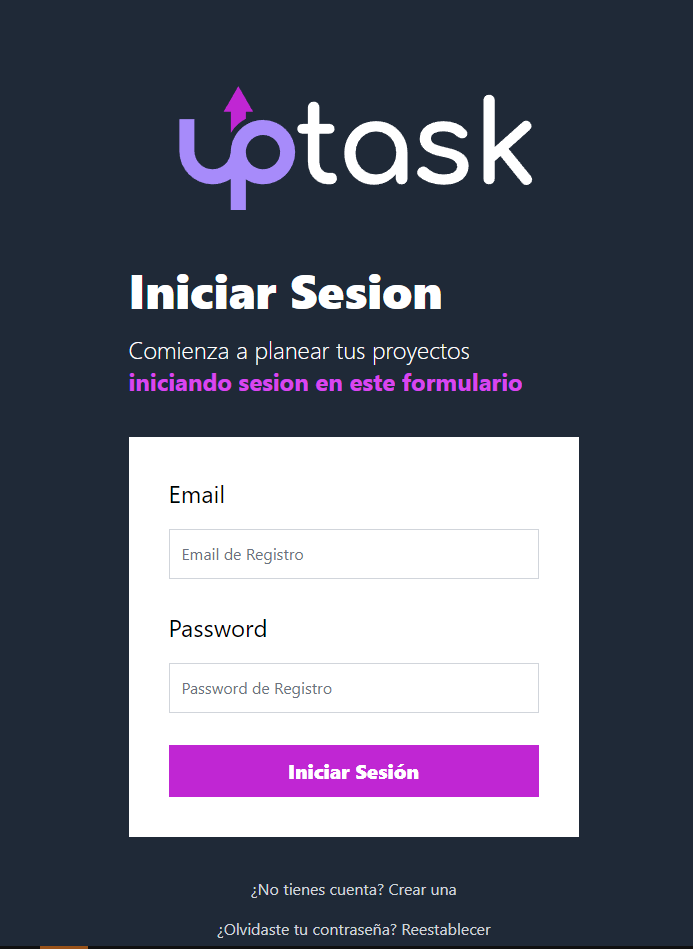 uptask
Iniciar Sesion
Comienza a planear tus proyectos
iniciando sesion en este formulario
Email
Email de Registro
Password
Password de Registro
Iniciar Sesión
¿No tienes cuenta? Crear una
¿Olvidaste tu contraseña? Reestablecer